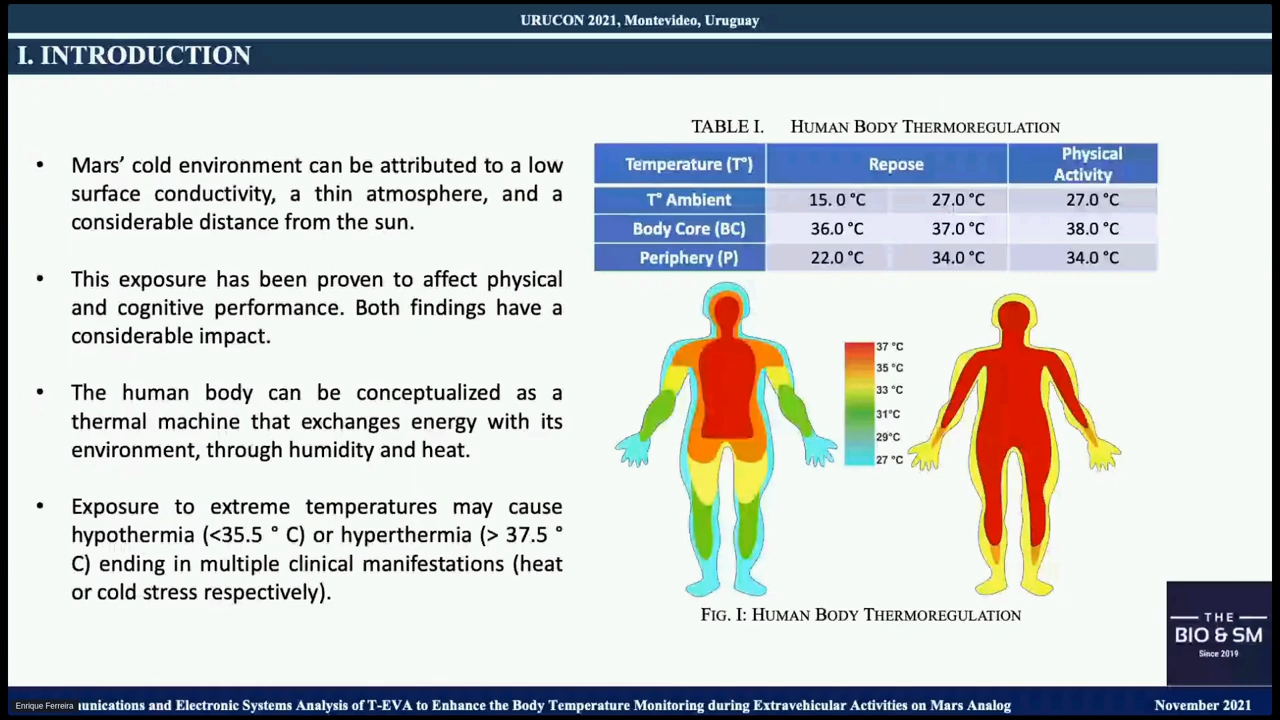 URUCON 2021, Montevideo, Uruguay
I. INTRODUCTION
• Mars’ cold environment can be attributed to a low
surface conductivity, a thin atmosphere, and a
considerable distance from the sun.
• This exposure has been proven to affect physical
and cognitive performance. Both findings have a
considerable impact.
• The human body can be conceptualized as a
thermal machine that exchanges energy with its
environment, through humidity and heat.
• Exposure to extreme temperatures may cause
hypothermia (<35.5 ° C) or hyperthermia (> 37.5 °
C) ending in multiple clinical manifestations (heat
or cold stress respectively).
TABLE I. HUMAN BODY THERMOREGULATION
Temperature (T°) Repose Physical
Activity
T° Ambient 15. 0 °C 27.0 °C 27.0 °C
Body Core (BC) 36.0 °C 37.0 °C 38.0 °C
Periphery (P) 22.0 °C 34.0 °C 34.0 °C
37 °C
35 °C
33 °C
31°C
29°C
27 °C
FIG. I: HUMAN BODY THERMOREGULATION
THE
BIO & SM
Since 2019
Enrique Ferreira
unications and Electronic Systems Analysis of T-EVA to Enhance the Body Temperature Monitoring during Extravehicular Activities on Mars Analog
November 2021